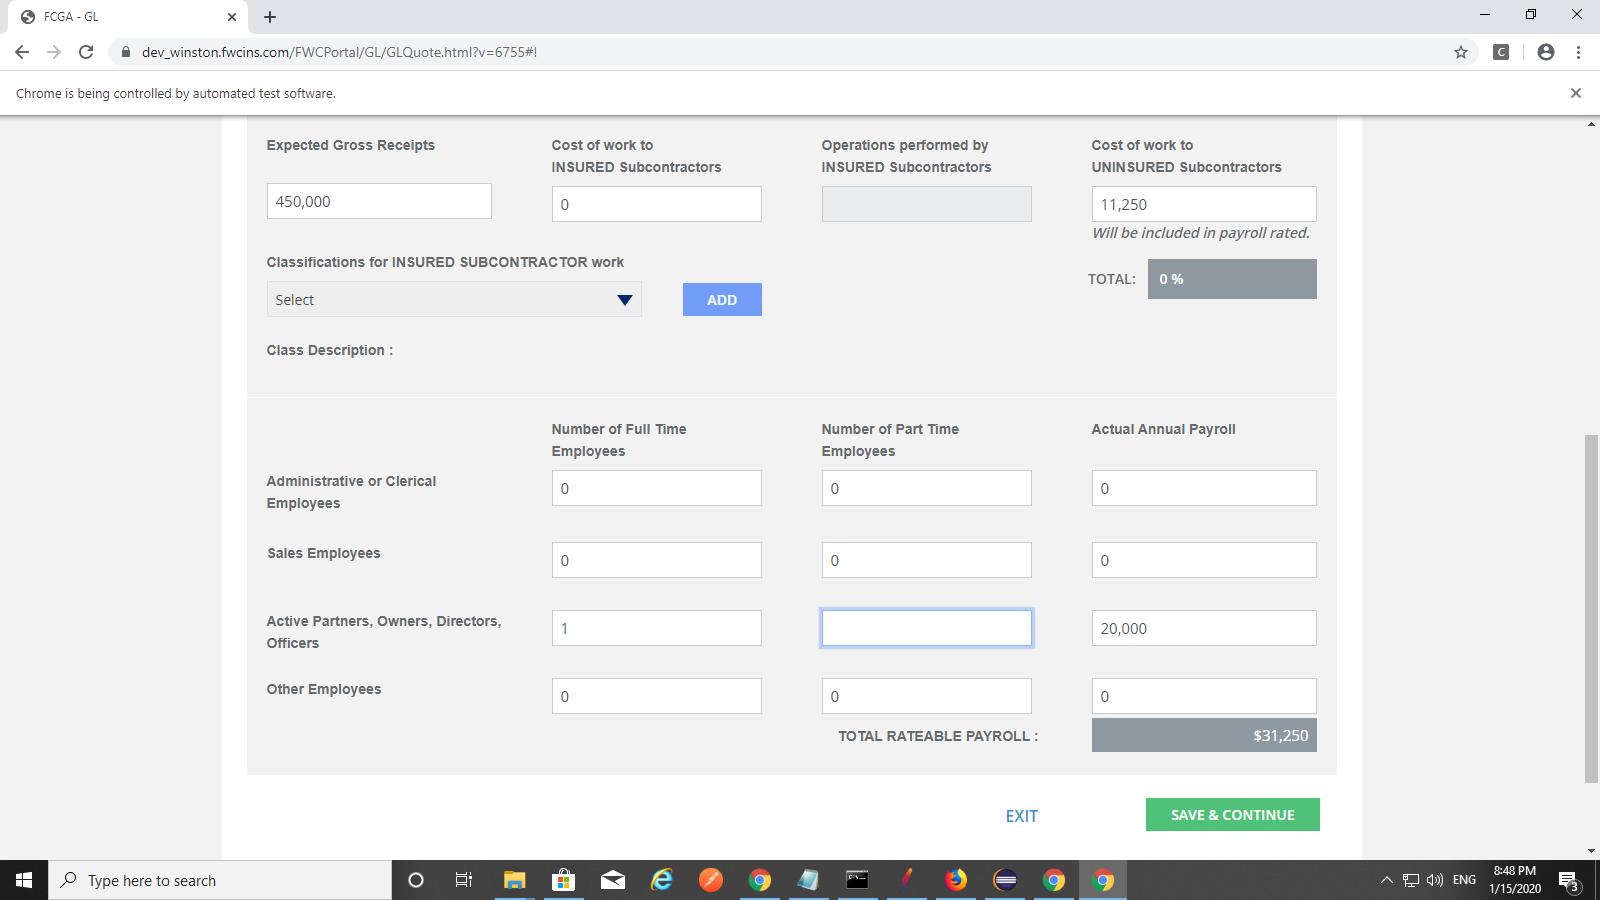 FCGA - GL
dev_winston.fwcins.com/FWCPortal/GL/GLQuote.html?v=6755#!
C
Chrome is being controlled by automated test software.
Expected Gross Receipts
Cost of work to
INSURED Subcontractors
Operations performed by
INSURED Subcontractors
Cost of work to
UNINSURED Subcontractors
450,000
0
11,250
Will be included in payroll rated.
Classifications for INSURED SUBCONTRACTOR work
TOTAL:
0 %
Select
ADD
Class Description :
Number of Full Time
Employees
Number of Part Time
Employees
Actual Annual Payroll
Administrative or Clerical
Employees
0
0
0
Sales Employees
0
0
0
Active Partners, Owners, Directors,
Officers
1
20,000
Other Employees
0
0
0
TOTAL RATEABLE PAYROLL :
$31,250
EXIT
SAVE & CONTINUE
Type here to search
ENG
8:48 PM
1/15/2020
3